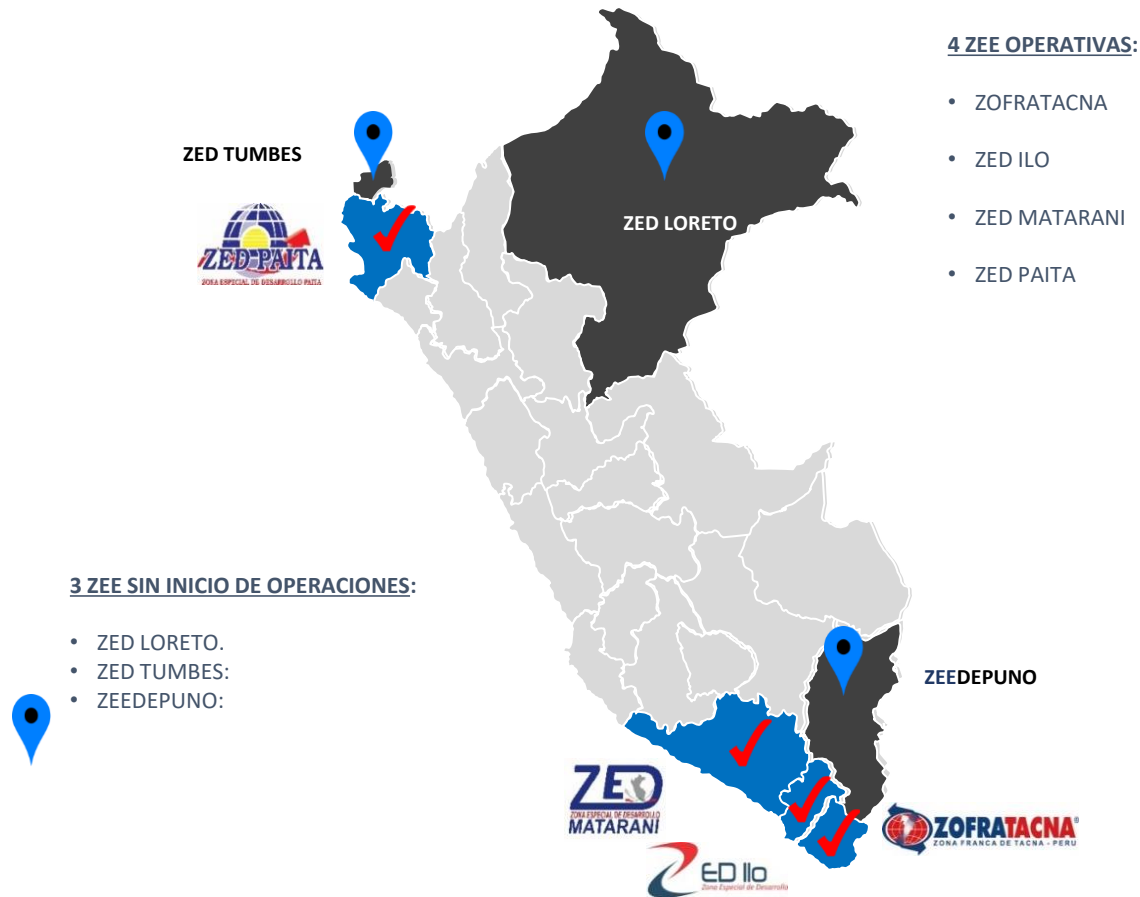 4 ZEE OPERATIVAS:
• ZOFRATACNA
• ZED ILO
• ZED MATARANI
• ZED PAITA
ZED TUMBES
ZED LORETO
ZED PAITA
ZONA ESPECIAL DE DESARROLLO PAITA
3 ZEE SIN INICIO DE OPERACIONES:
• ZED LORETO.
• ZED TUMBES:
• ZEEDEPUNO:
ZEEDEPUNO
ZED
ZONA ESPECIAL DE DESARROLLO
MATARANI
ZOFRATACNA®
ZONA FRANCA DE TACNA - PERU
ZED Ilo
Zona Especial de Desarrollo